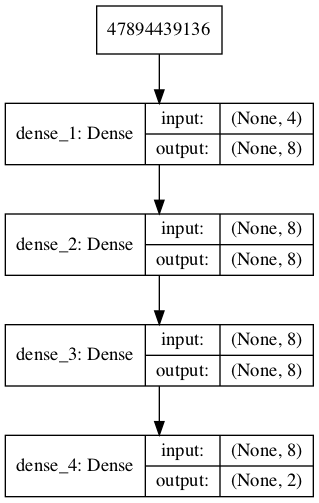 47894439136
dense_1: Dense
input:
(None, 4)
output:
(None, 8)
dense_2: Dense
input:
(None, 8)
output:
(None, 8)
dense_3: Dense
input:
(None, 8)
output:
(None, 8)
dense_4: Dense
input:
(None, 8)
output:
(None, 2)